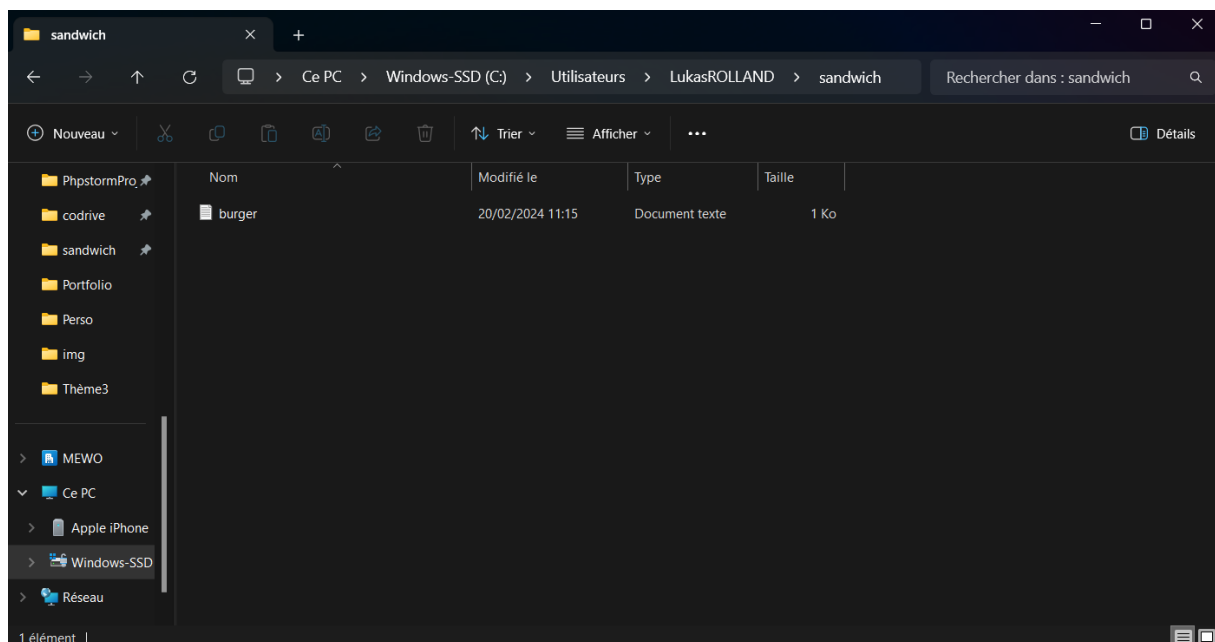 sandwich
Ce PC > Windows-SSD (C:) > Utilisateurs > LukasROLLAND > sandwich
Rechercher dans : sandwich
Nouveau
Trier
Afficher
Détails
PhpstormPro
codrive
sandwich
Portfolio
Perso
img
Thème3
MEWO
Ce PC
Apple iPhone
Windows-SSD
Réseau
Nom Modifié le Type Taille
burger 20/02/2024 11:15 Document texte 1 Ko
1 élément